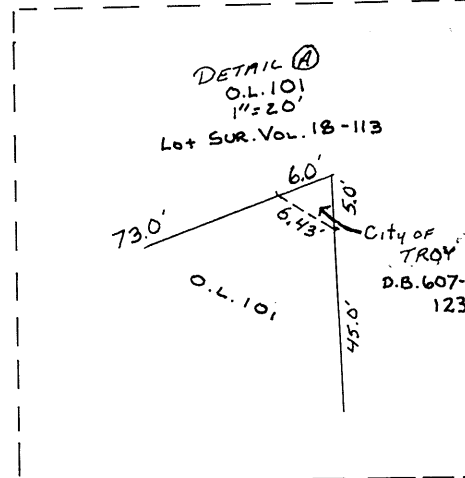 DETAIL Ⓐ
O.L. 101
1"=20'
Lot SUR. VOL. 18-113
6.0'
5.0'
73.0'
6.43'
City OF
TROY
D.B. 607-
123
O.L. 101
45.0'